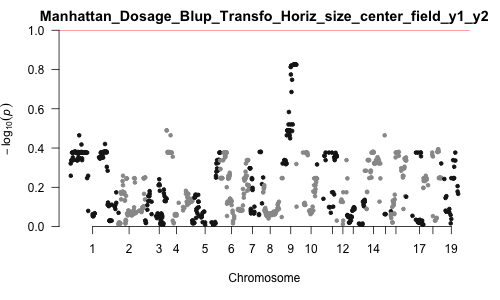 Manhattan_Dosage_Blup_Transfo_Horiz_size_center_field_y1_y2
1.0
0.8
0.6
0.4
0.2
0.0
− log₁₀(p)
1 2 3 4 5 6 7 8 9 10 12 14 17 19
Chromosome